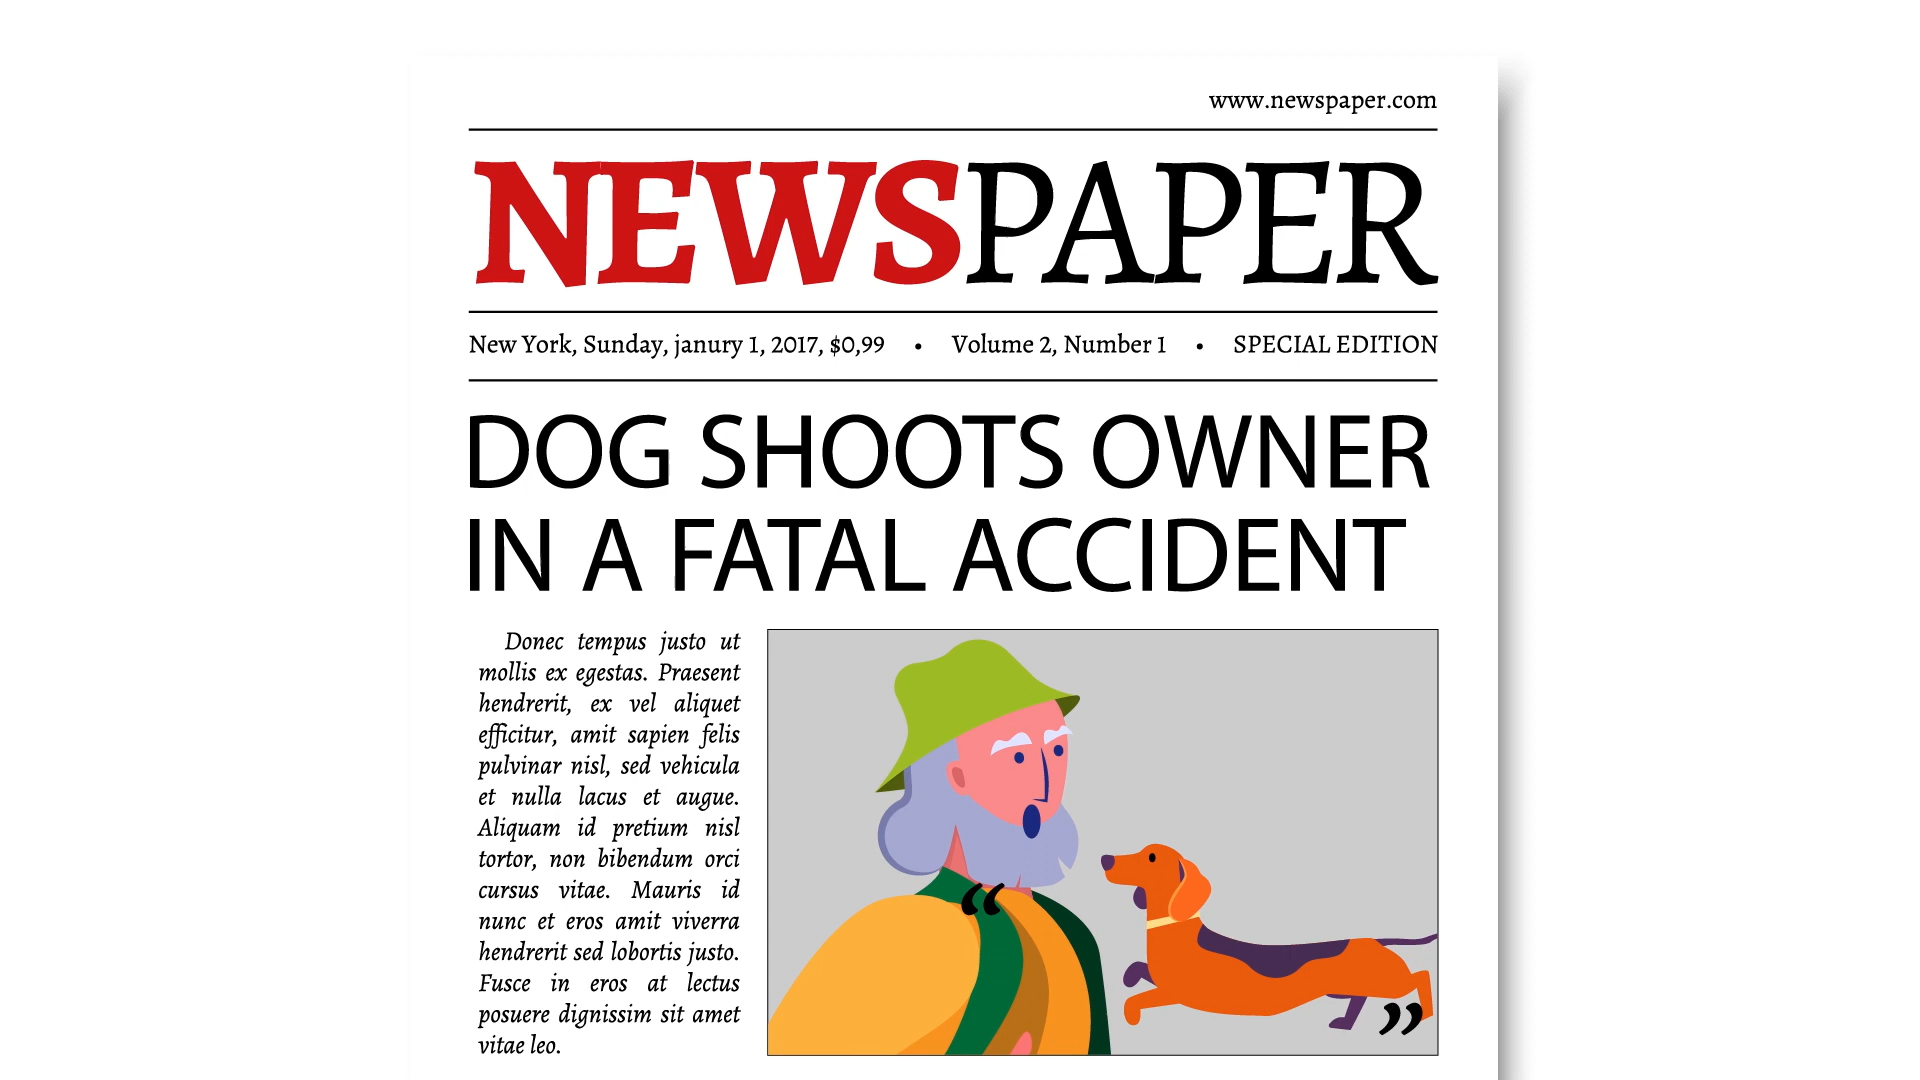 www.newspaper.com
NEWSPAPER
New York, Sunday, janury 1, 2017, $0,99 • Volume 2, Number 1 • SPECIAL EDITION
DOG SHOOTS OWNER
IN A FATAL ACCIDENT
Donec tempus justo ut
mollis ex egestas. Praesent
hendrerit, ex vel aliquet
efficitur, amit sapien felis
pulvinar nisl, sed vehicula
et nulla lacus et augue.
Aliquam id pretium nisl
tortor, non bibendum orci
cursus vitae. Mauris id
nunc et eros amit viverra
hendrerit sed lobortis justo.
Fusce in eros at lectus
posuere dignissim sit amet
vitae leo.
“
”